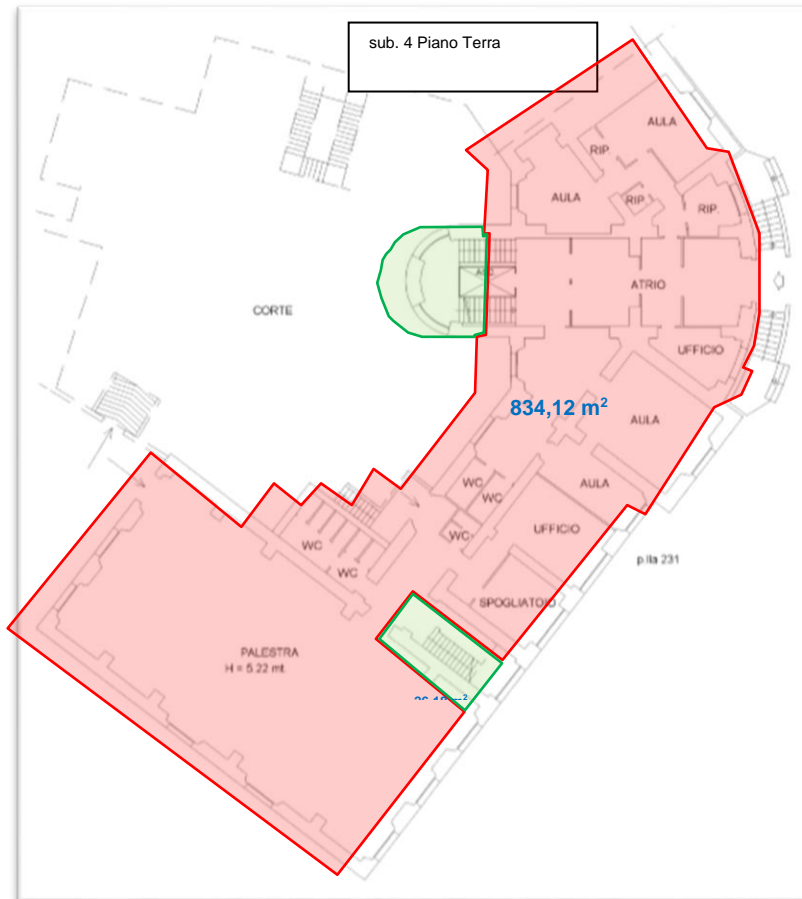 sub. 4 Piano Terra
AULA
RIP.
AULA
RIP.
RIP.
ATRIO
CORTE
UFFICIO
834,12 m²
AULA
WC
WC
AULA
WC
UFFICIO
WC
WC
p.lla 231
SPOGLIATOIO
PALESTRA
H = 5.22 mt.